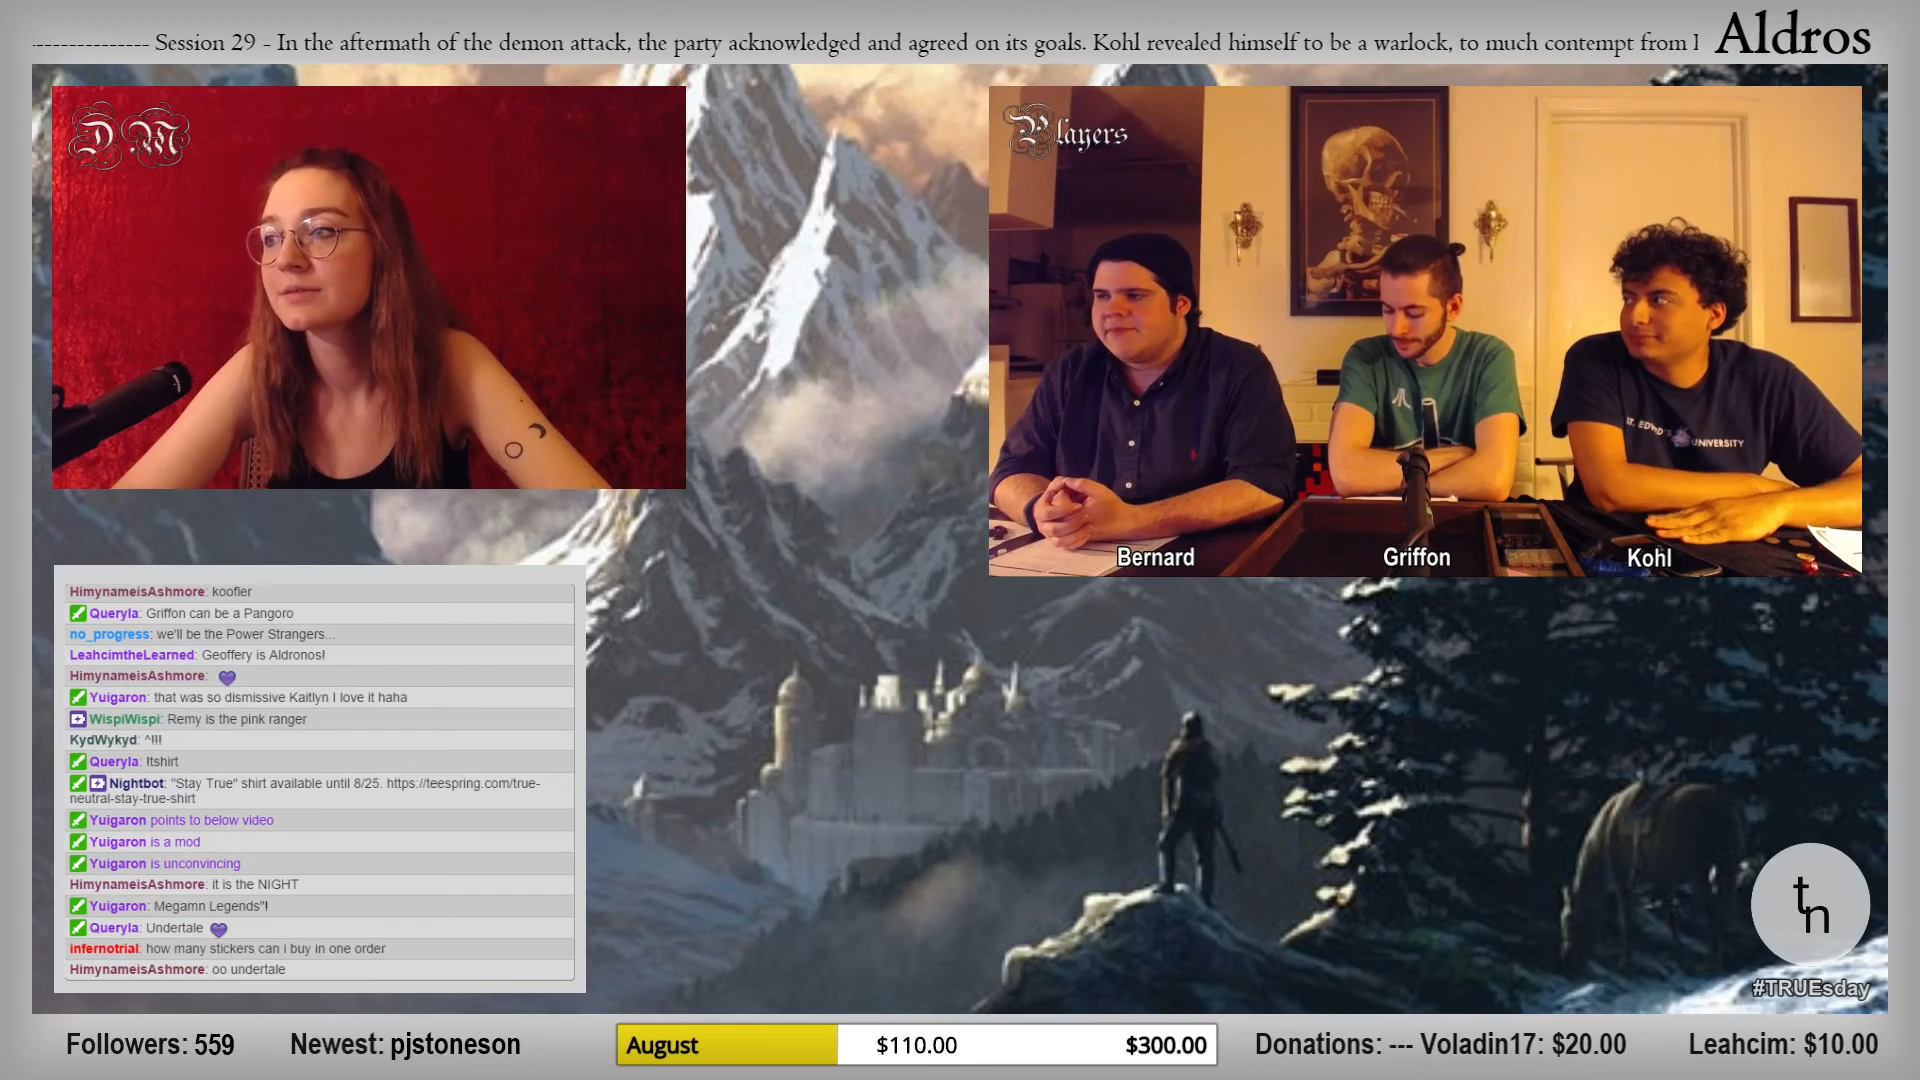 --------------- Session 29 - In the aftermath of the demon attack, the party acknowledged and agreed on its goals. Kohl revealed himself to be a warlock, to much contempt from
Aldros
D.M
Players
ST. EDWD'S UNIVERSITY
Bernard
Griffon
Kohl
HimynameisAshmore: koofler
Queryla: Griffon can be a Pangoro
no_progress: we'll be the Power Strangers...
LeahcimtheLearned: Geoffery is Aldronos!
HimynameisAshmore:
Yuigaron: that was so dismissive Kaitlyn I love it haha
WispiWispi: Remy is the pink ranger
KydWykyd: ^!!!
Queryla: !tshirt
Nightbot: "Stay True" shirt available until 8/25. https://teespring.com/true-
neutral-stay-true-shirt
Yuigaron points to below video
Yuigaron is a mod
Yuigaron is unconvincing
HimynameisAshmore: it is the NIGHT
Yuigaron: Megamn Legends"!
Queryla: Undertale
infernotrial: how many stickers can i buy in one order
HimynameisAshmore: oo undertale
tn
#TRUEsday
Followers: 559
Newest: pjstoneson
August
$110.00
$300.00
Donations: --- Voladin17: $20.00
Leahcim: $10.00